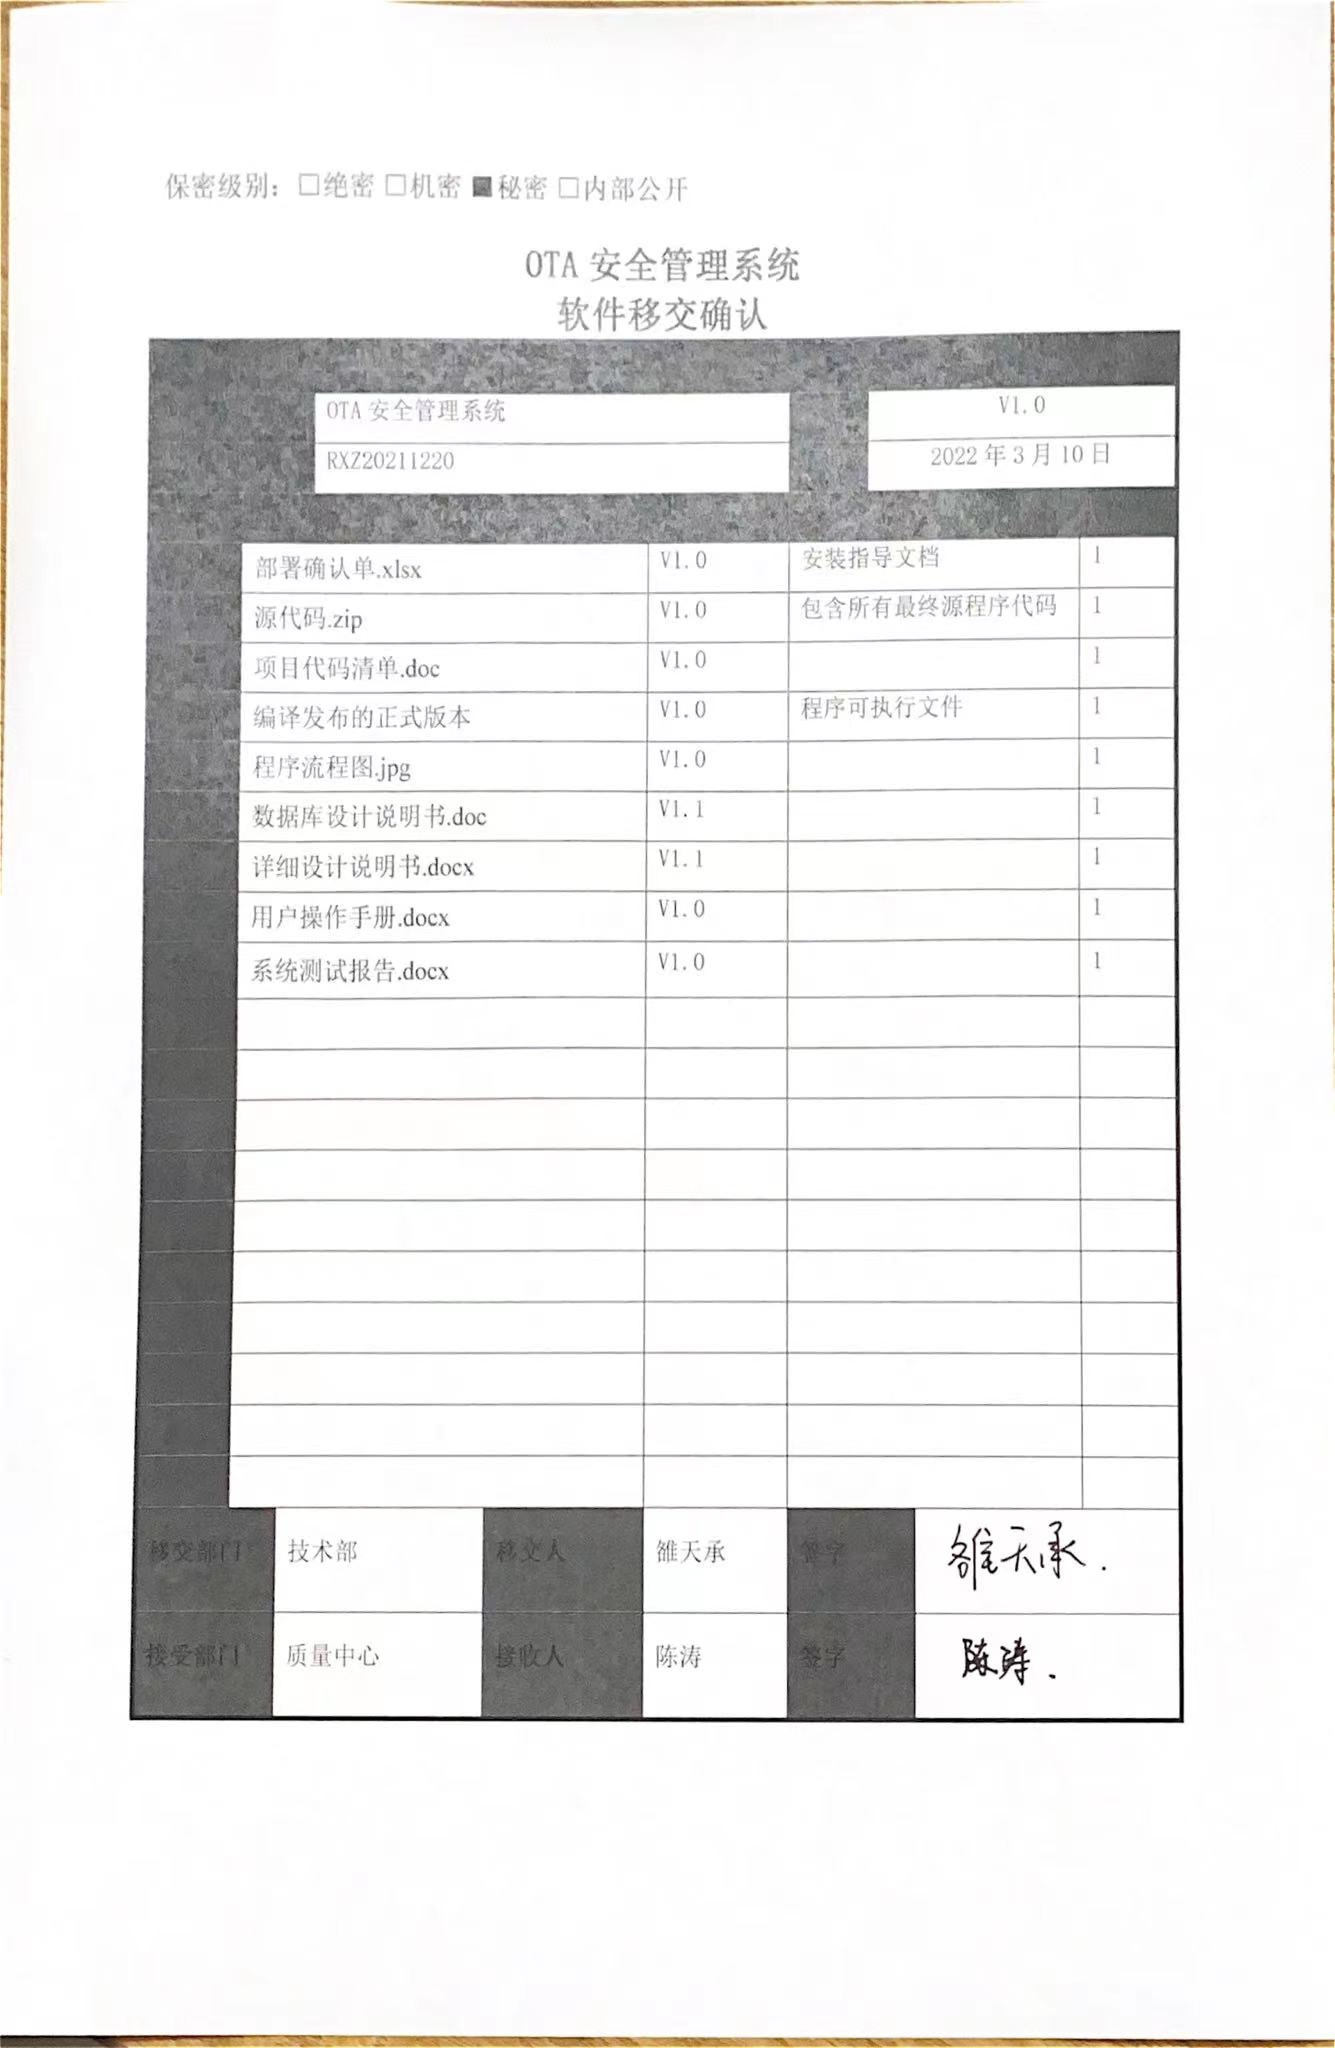 保密级别：□绝密 □机密 ■秘密 □内部公开
OTA 安全管理系统
软件移交确认
OTA 安全管理系统 V1.0
RXZ20211220 2022 年 3 月 10 日
部署确认单.xlsx V1.0 安装指导文档 1
源代码.zip V1.0 包含所有最终源程序代码 1
项目代码清单.doc V1.0 1
编译发布的正式版本 V1.0 程序可执行文件 1
程序流程图.jpg V1.0 1
数据库设计说明书.doc V1.1 1
详细设计说明书.docx V1.1 1
用户操作手册.docx V1.0 1
系统测试报告.docx V1.0 1
移交部门 技术部 移交人 雒天承 签字 雒天承.
接受部门 质量中心 接收人 陈涛 签字 陈涛.